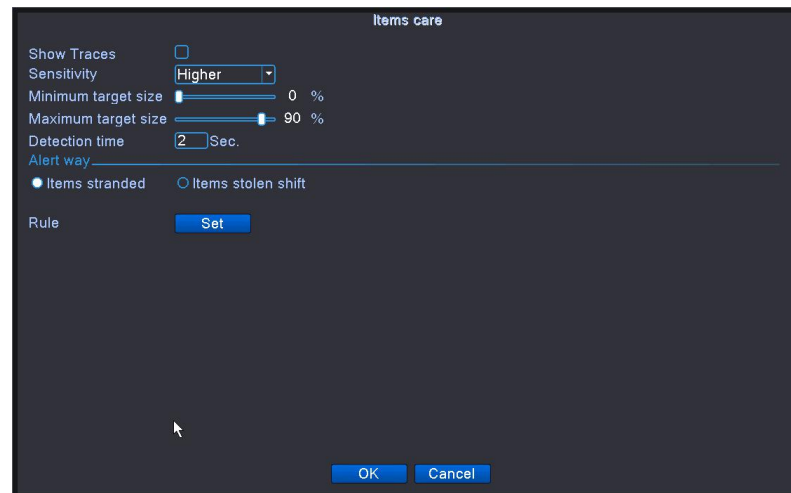 Items care
Show Traces
Sensitivity Higher
Minimum target size 0 %
Maximum target size 90 %
Detection time 2 Sec.
Alert way
Items stranded Items stolen shift
Rule Set
OK Cancel